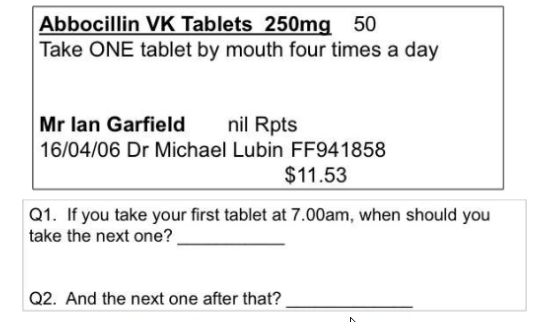 Abbocillin VK Tablets 250mg 50
Take ONE tablet by mouth four times a day
Mr Ian Garfield nil Rpts
16/04/06 Dr Michael Lubin FF941858
$11.53
Q1. If you take your first tablet at 7.00am, when should you
take the next one? ____________
Q2. And the next one after that? ______________